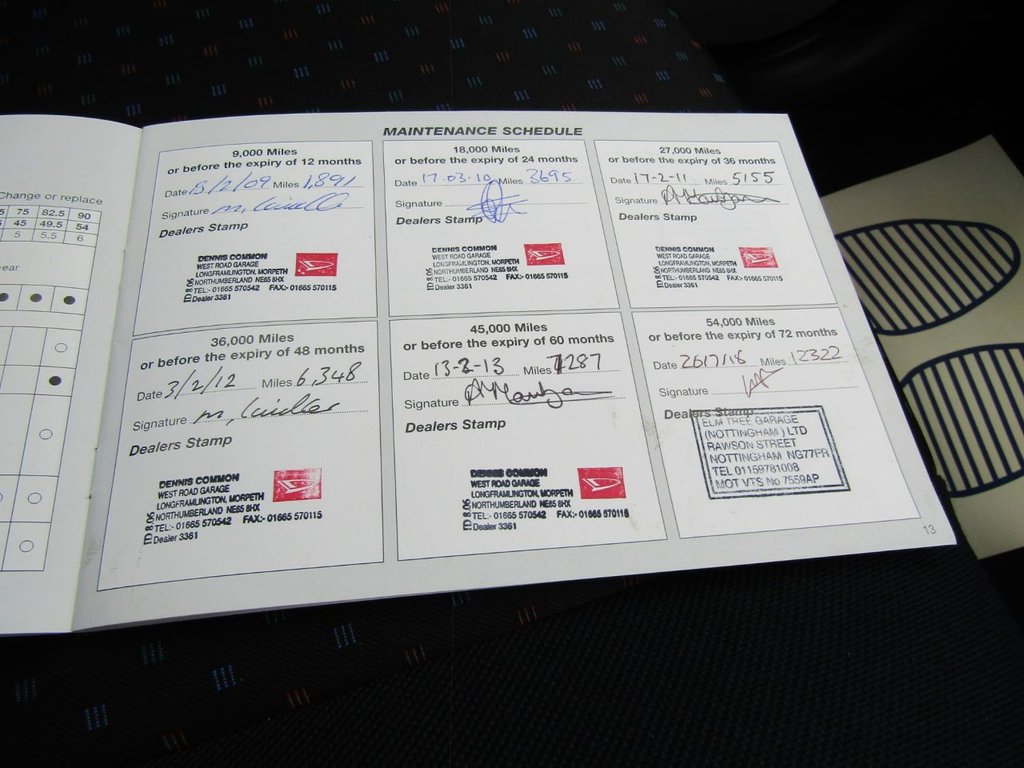 Change or replace
75 82.5 90
45 49.5 54
5 5.5 6
MAINTENANCE SCHEDULE
9,000 Miles
or before the expiry of 12 months
Date 13/2/09 Miles 1,891
Signature
Dealers Stamp
DENNIS COMMON
WEST ROAD GARAGE
LONGFRAMLINGTON, MORPETH
NORTHUMBERLAND NE65 8HX
TEL:- 01665 570542 FAX:- 01665 570115
Dealer 3361
18,000 Miles
or before the expiry of 24 months
Date 17.03.10 Miles 3695
Signature
Dealers Stamp
DENNIS COMMON
WEST ROAD GARAGE
LONGFRAMLINGTON, MORPETH
NORTHUMBERLAND NE65 8HX
TEL:- 01665 570542 FAX:- 01665 570115
Dealer 3361
27,000 Miles
or before the expiry of 36 months
Date 17-2-11 Miles 5155
Signature
Dealers Stamp
DENNIS COMMON
WEST ROAD GARAGE
LONGFRAMLINGTON, MORPETH
NORTHUMBERLAND NE65 8HX
TEL:- 01665 570542 FAX:- 01665 570115
Dealer 3361
36,000 Miles
or before the expiry of 48 months
Date 3/2/12 Miles 6,348
Signature
Dealers Stamp
DENNIS COMMON
WEST ROAD GARAGE
LONGFRAMLINGTON, MORPETH
NORTHUMBERLAND NE65 8HX
TEL:- 01665 570542 FAX:- 01665 570115
Dealer 3361
45,000 Miles
or before the expiry of 60 months
Date 13-2-13 Miles 7287
Signature
Dealers Stamp
DENNIS COMMON
WEST ROAD GARAGE
LONGFRAMLINGTON, MORPETH
NORTHUMBERLAND NE65 8HX
TEL:- 01665 570542 FAX:- 01665 570115
Dealer 3361
54,000 Miles
or before the expiry of 72 months
Date 26/7/16 Miles 12322
Signature
Dealers Stamp
ELM TREE GARAGE
(NOTTINGHAM) LTD
RAWSON STREET
NOTTINGHAM NG77FR
TEL 01159781008
MOT VTS No 7559AP
13